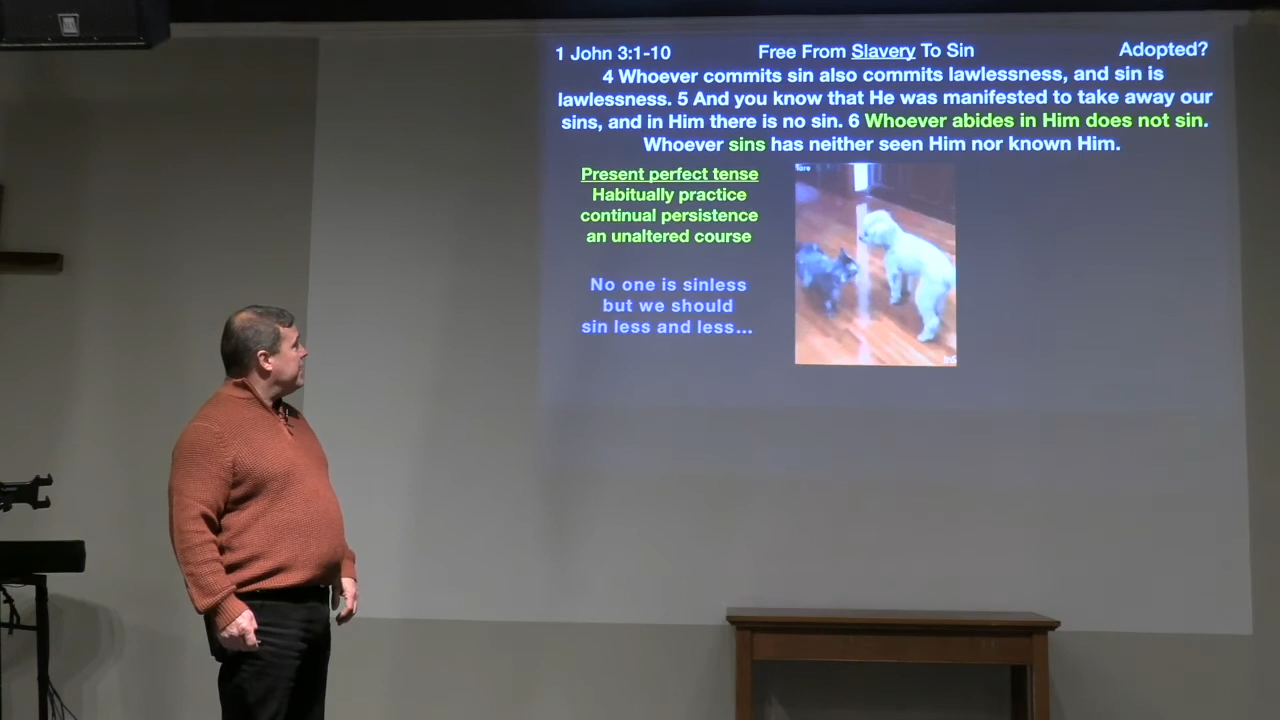 1 John 3:1-10 Free From Slavery To Sin Adopted?
4 Whoever commits sin also commits lawlessness, and sin is
lawlessness. 5 And you know that He was manifested to take away our
sins, and in Him there is no sin. 6 Whoever abides in Him does not sin.
Whoever sins has neither seen Him nor known Him.
Present perfect tense
Habitually practice
continual persistence
an unaltered course
No one is sinless
but we should
sin less and less...